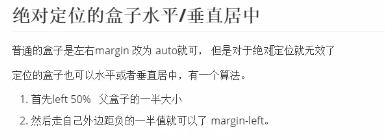 绝对定位的盒子水平/垂直居中
普通的盒子是左右margin 改为 auto就可， 但是对于绝对定位就无效了
定位的盒子也可以水平或者垂直居中，有一个算法。
1. 首先left 50%  父盒子的一半大小
2. 然后走自己外边距负的一半值就可以了 margin-left。